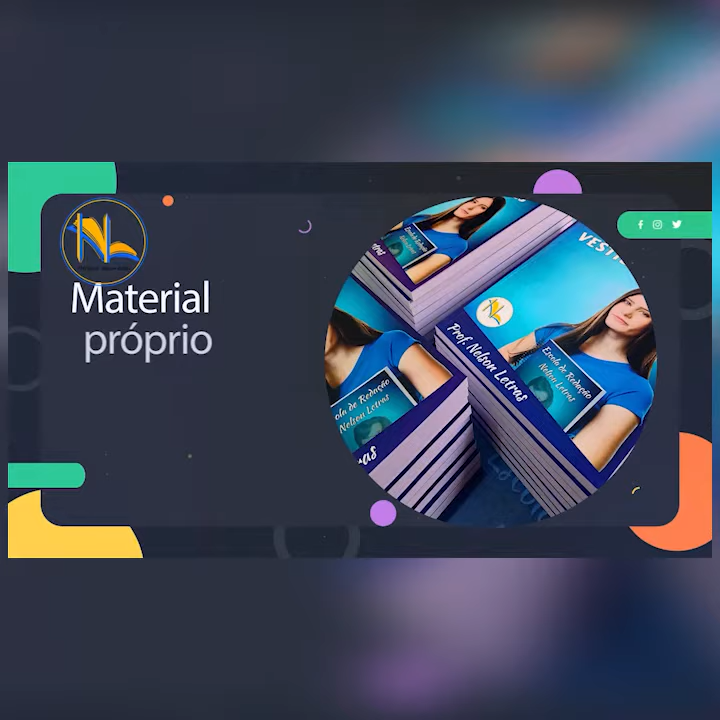 NL
Material
próprio
VESTI
Prof. Nelson Letras
Escola de Redação
Nelson Letras
Escola de Redação
Nelson Letras
ola de Redação
Nelson Letras